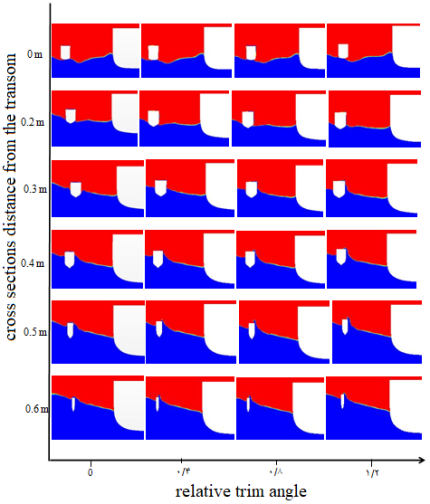 cross sections distance from the transom
0 m
0.2 m
0.3 m
0.4 m
0.5 m
0.6 m
۰ ۰/۴ ۰/۸ ۱/۲
relative trim angle